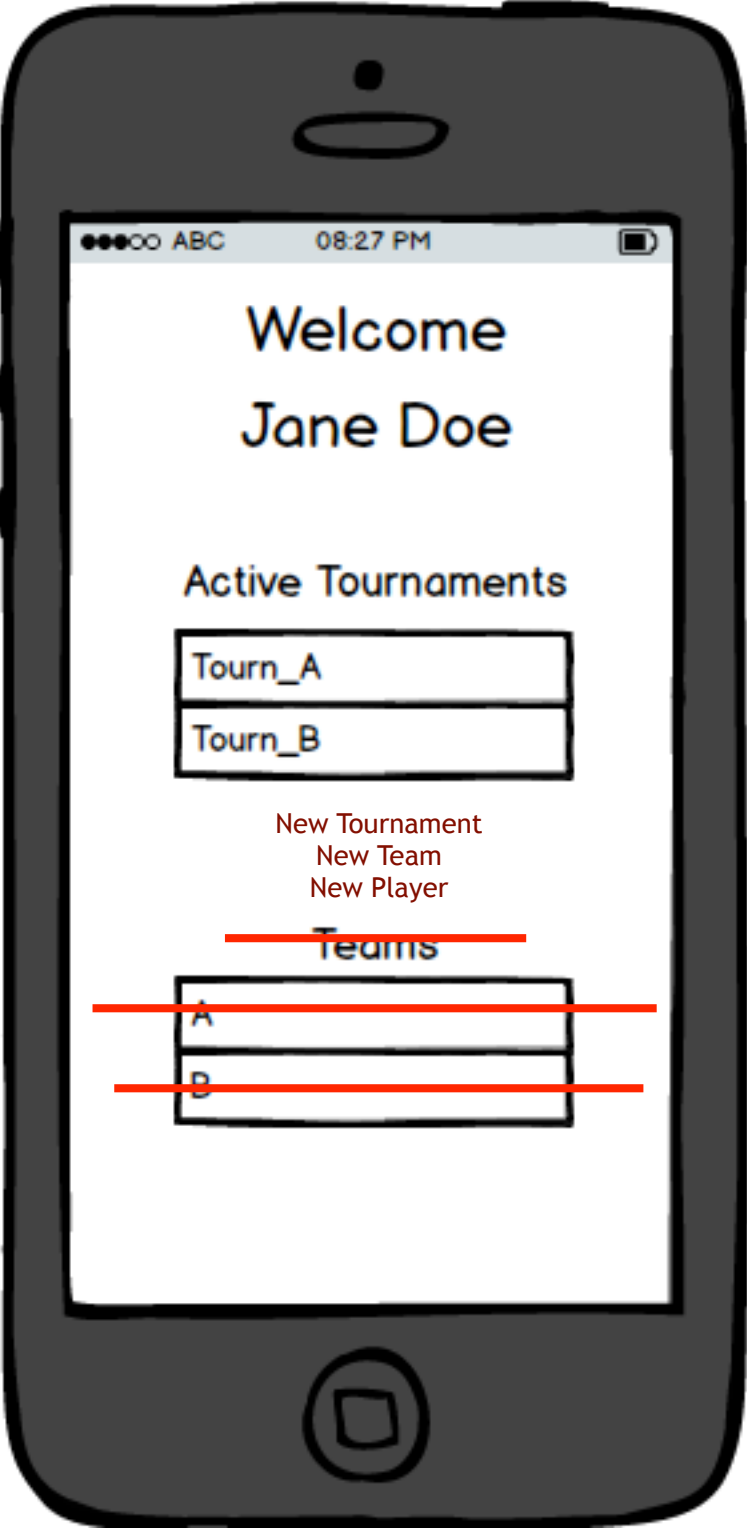 ABC 08:27 PM
Welcome
Jane Doe
Active Tournaments
Tourn_A
Tourn_B
New Tournament
New Team
New Player
Teams
A
B